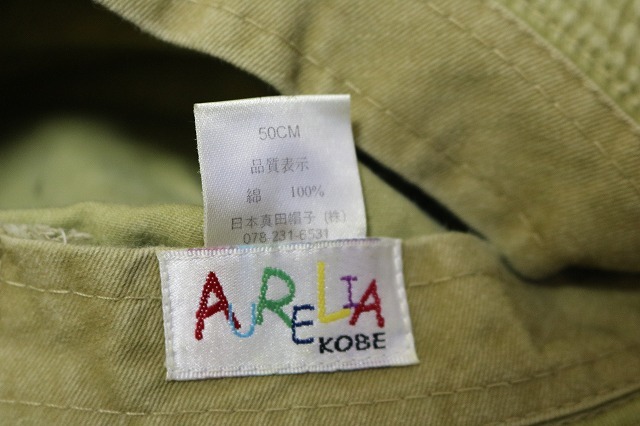 50CM
品質表示
綿 100%
日本真田帽子(株)
078-231-6531
AURELIA
KOBE